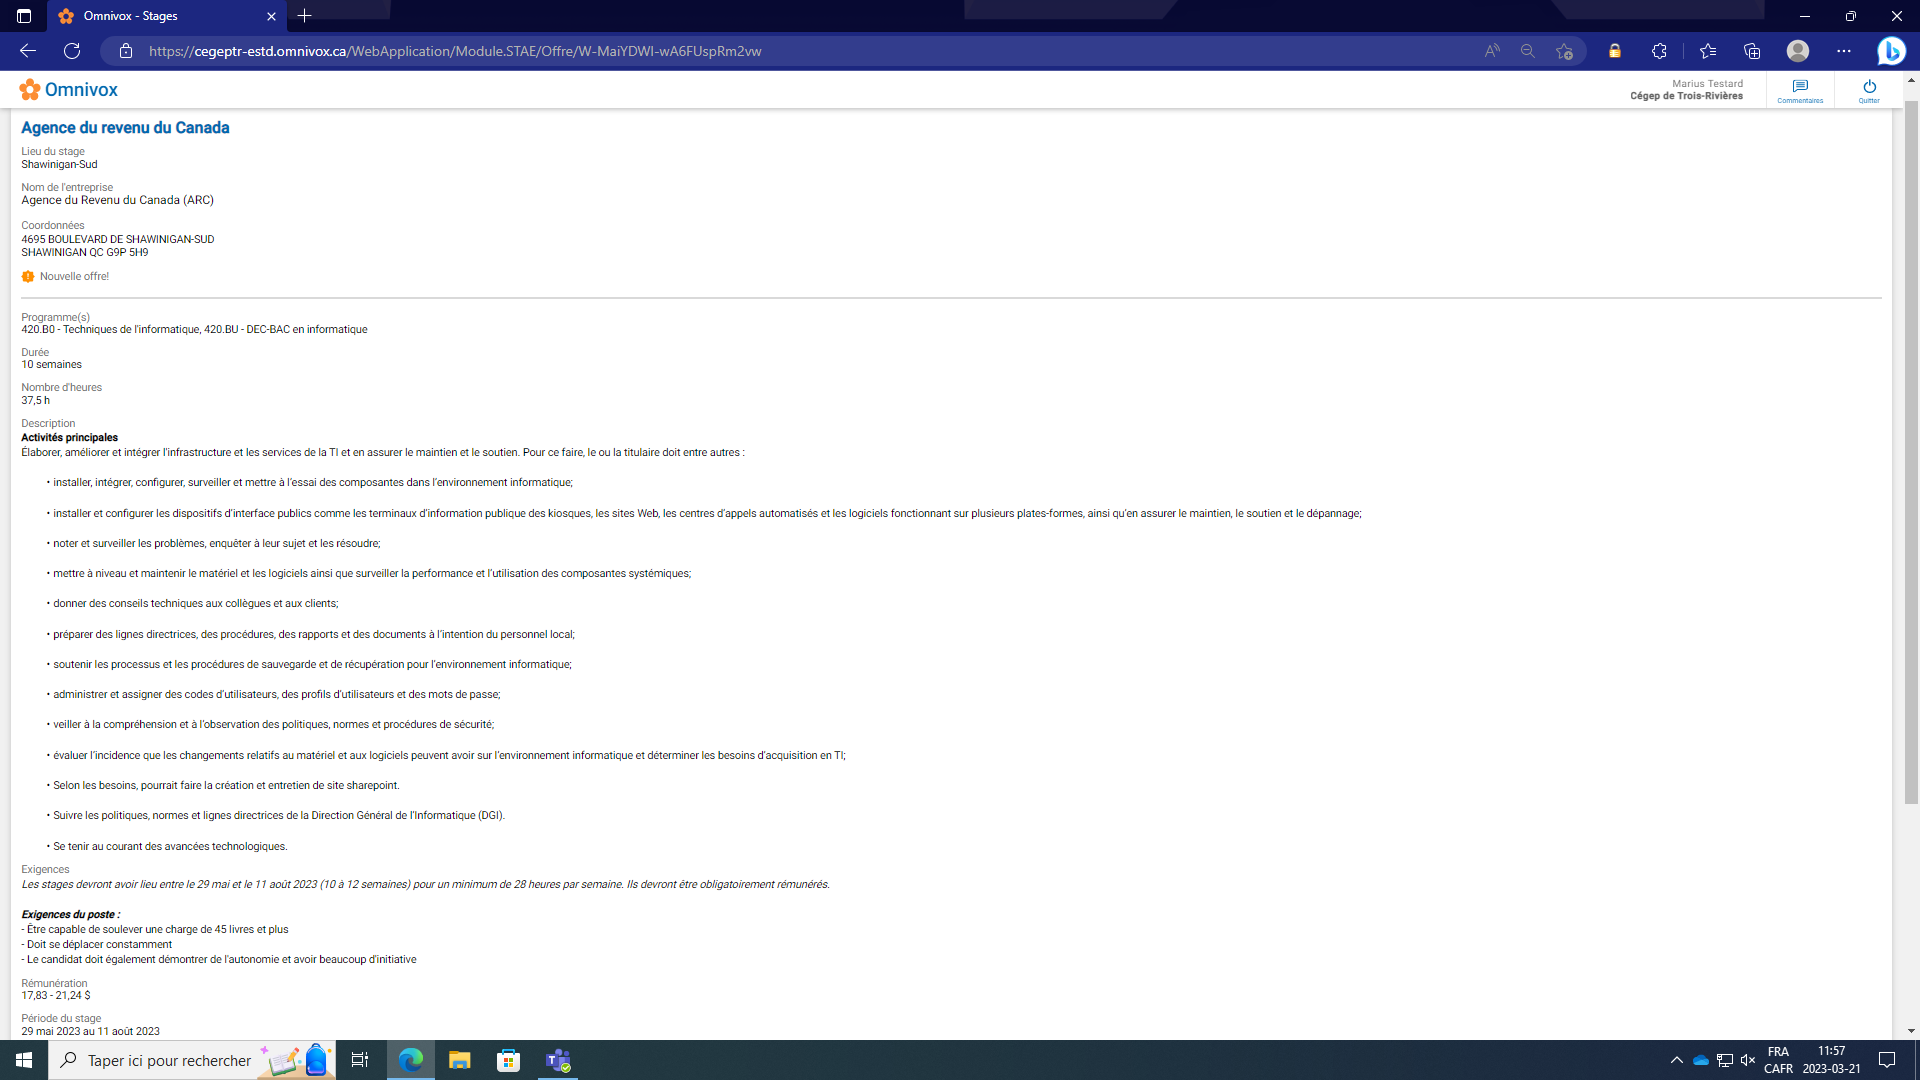 Omnivox - Stages
https://cegeptr-estd.omnivox.ca/WebApplication/Module.STAE/Offre/W-MaiYDWI-wA6FUspRm2vw
Omnivox
Marius Testard
Cégep de Trois-Rivières
Commentaires
Quitter
Agence du revenu du Canada
Lieu du stage
Shawinigan-Sud
Nom de l'entreprise
Agence du Revenu du Canada (ARC)
Coordonnées
4695 BOULEVARD DE SHAWINIGAN-SUD
SHAWINIGAN QC G9P 5H9
Nouvelle offre!
Programme(s)
420.B0 - Techniques de l'informatique, 420.BU - DEC-BAC en informatique
Durée
10 semaines
Nombre d'heures
37,5 h
Description
Activités principales
Élaborer, améliorer et intégrer l'infrastructure et les services de la TI et en assurer le maintien et le soutien. Pour ce faire, le ou la titulaire doit entre autres :
• installer, intégrer, configurer, surveiller et mettre à l'essai des composantes dans l'environnement informatique;
• installer et configurer les dispositifs d'interface publics comme les terminaux d'information publique des kiosques, les sites Web, les centres d'appels automatisés et les logiciels fonctionnant sur plusieurs plates-formes, ainsi qu'en assurer le maintien, le soutien et le dépannage;
• noter et surveiller les problèmes, enquêter à leur sujet et les résoudre;
• mettre à niveau et maintenir le matériel et les logiciels ainsi que surveiller la performance et l'utilisation des composantes systémiques;
• donner des conseils techniques aux collègues et aux clients;
• préparer des lignes directrices, des procédures, des rapports et des documents à l'intention du personnel local;
• soutenir les processus et les procédures de sauvegarde et de récupération pour l'environnement informatique;
• administrer et assigner des codes d'utilisateurs, des profils d'utilisateurs et des mots de passe;
• veiller à la compréhension et à l'observation des politiques, normes et procédures de sécurité;
• évaluer l'incidence que les changements relatifs au matériel et aux logiciels peuvent avoir sur l'environnement informatique et déterminer les besoins d'acquisition en TI;
• Selon les besoins, pourrait faire la création et entretien de site sharepoint.
• Suivre les politiques, normes et lignes directrices de la Direction Général de l'Informatique (DGI).
• Se tenir au courant des avancées technologiques.
Exigences
Les stages devront avoir lieu entre le 29 mai et le 11 août 2023 (10 à 12 semaines) pour un minimum de 28 heures par semaine. Ils devront être obligatoirement rémunérés.
Exigences du poste :
- Être capable de soulever une charge de 45 livres et plus
- Doit se déplacer constamment
- Le candidat doit également démontrer de l'autonomie et avoir beaucoup d'initiative
Rémunération
17,83 - 21,24 $
Période du stage
29 mai 2023 au 11 août 2023
Taper ici pour rechercher
FRA
CAFR
11:57
2023-03-21